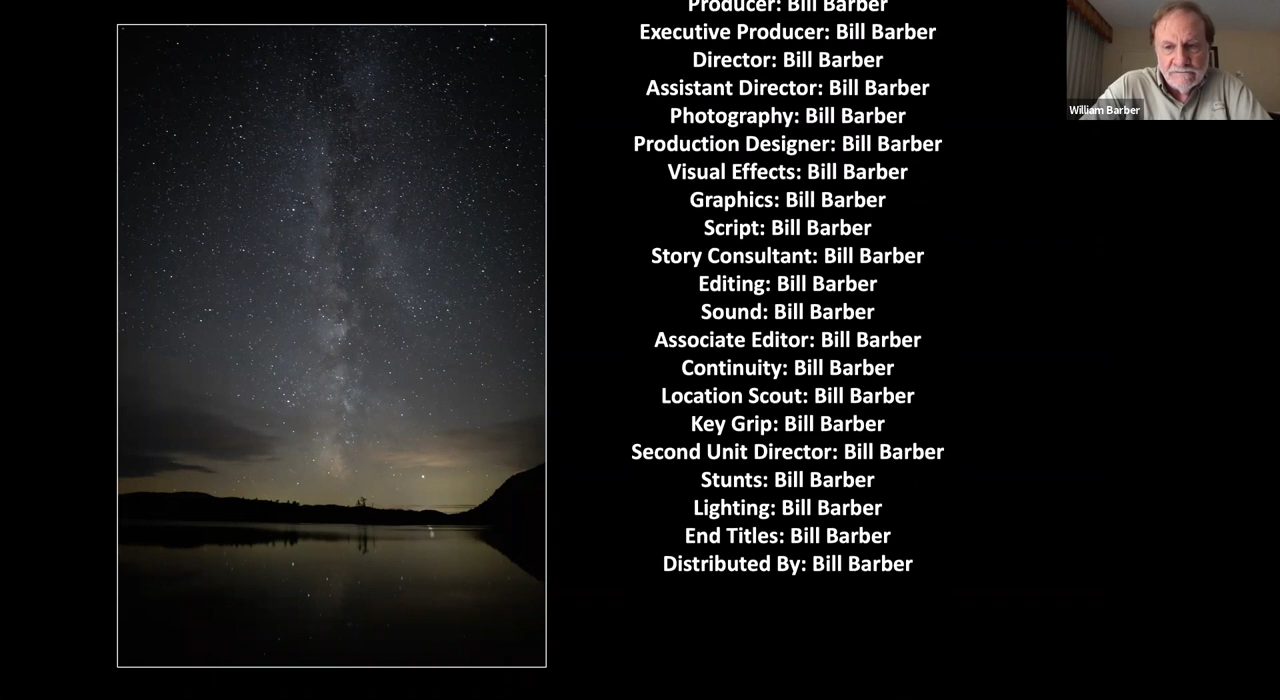 Producer: Bill Barber
Executive Producer: Bill Barber
Director: Bill Barber
Assistant Director: Bill Barber
Photography: Bill Barber
Production Designer: Bill Barber
Visual Effects: Bill Barber
Graphics: Bill Barber
Script: Bill Barber
Story Consultant: Bill Barber
Editing: Bill Barber
Sound: Bill Barber
Associate Editor: Bill Barber
Continuity: Bill Barber
Location Scout: Bill Barber
Key Grip: Bill Barber
Second Unit Director: Bill Barber
Stunts: Bill Barber
Lighting: Bill Barber
End Titles: Bill Barber
Distributed By: Bill Barber
William Barber